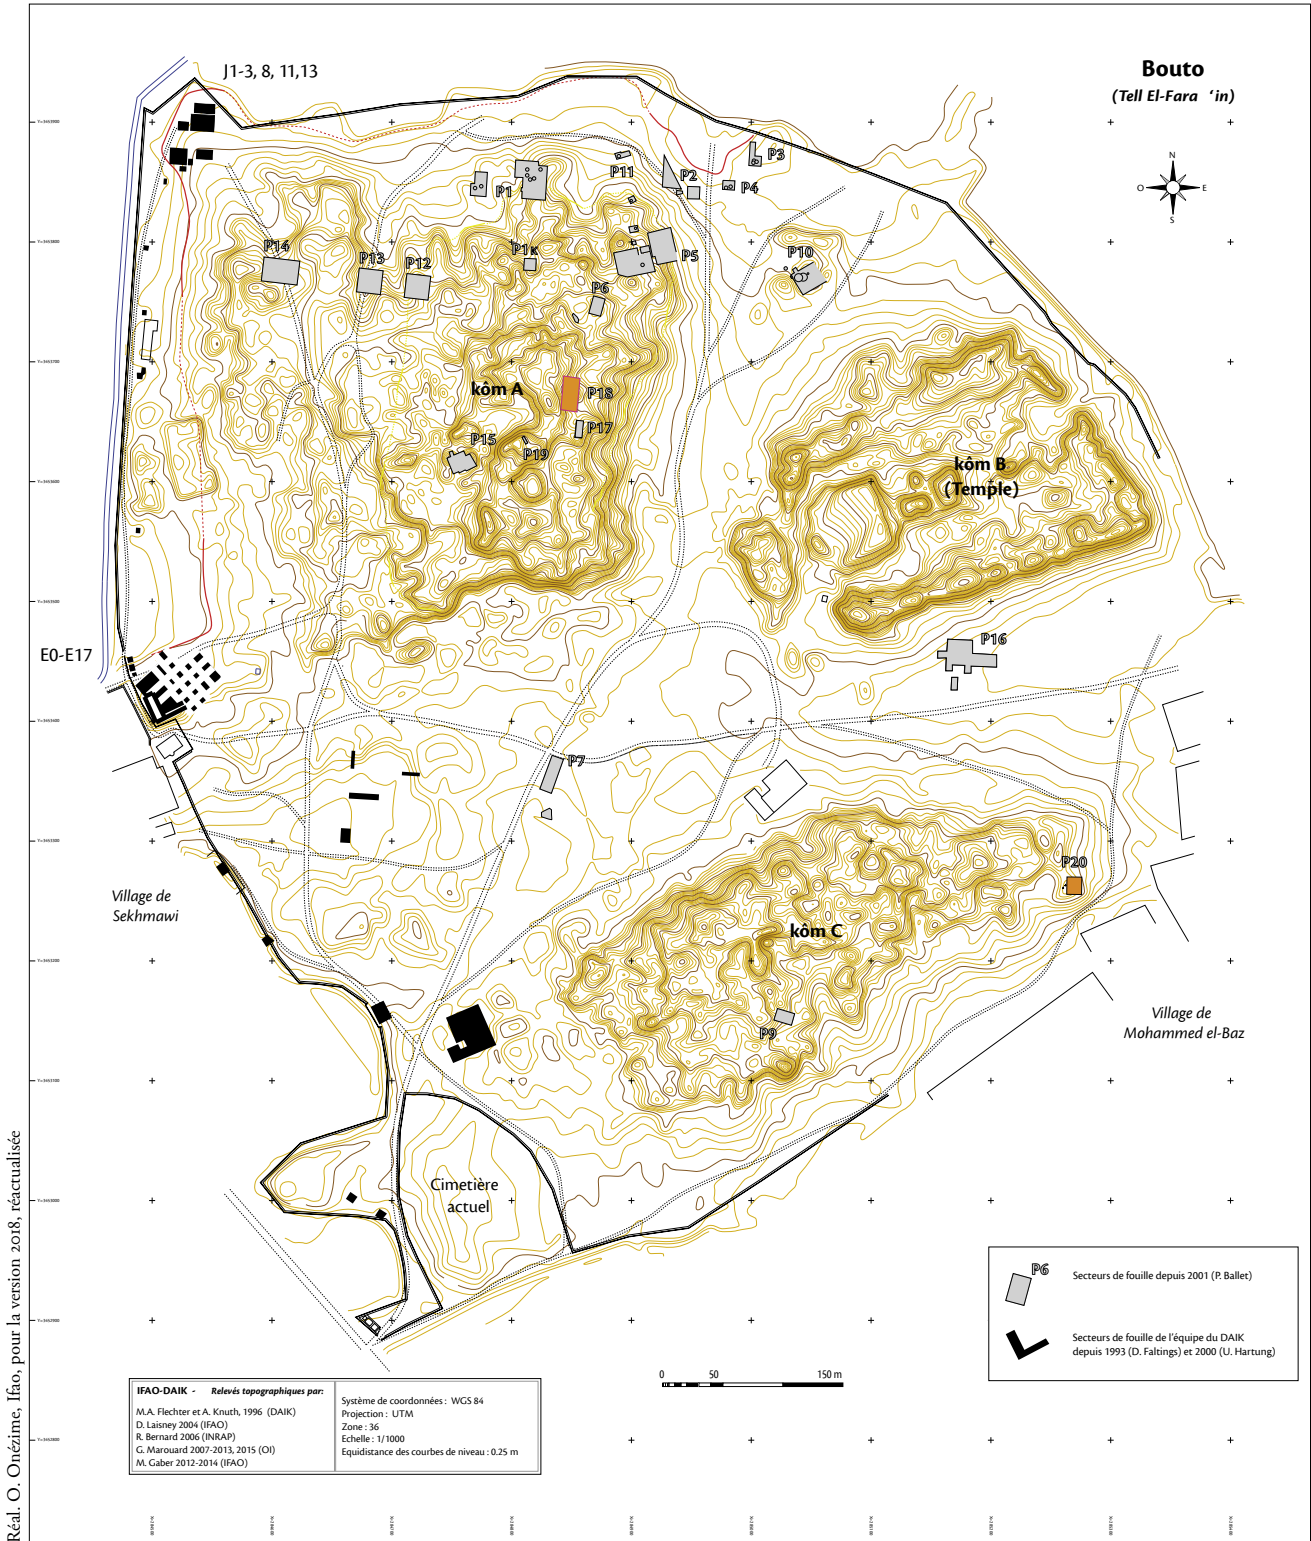 J1-3, 8, 11,13
Bouto
(Tell El-Fara ‘in)
N
O
E
S
P11
P3
P2
P4
P1
P14
P13
P12
P1K
P5
P10
P6
kôm A
P18
P17
P15
P19
kôm B
(Temple)
E0-E17
P16
P7
P20
Village de
Sekhmawi
kôm C
P9
Village de
Mohammed el-Baz
Cimetière
actuel
P6
Secteurs de fouille depuis 2001 (P. Ballet)
Secteurs de fouille de l'équipe du DAIK
depuis 1993 (D. Faltings) et 2000 (U. Hartung)
0
50
150 m
IFAO-DAIK - Relevés topographiques par:
M.A. Flechter et A. Knuth, 1996 (DAIK)
D. Laisney 2004 (IFAO)
R. Bernard 2006 (INRAP)
G. Marouard 2007-2013, 2015 (OI)
M. Gaber 2012-2014 (IFAO)
Système de coordonnées : WGS 84
Projection : UTM
Zone : 36
Echelle : 1/1000
Equidistance des courbes de niveau : 0.25 m
Réal. O. Onézime, Ifao, pour la version 2018, réactualisée